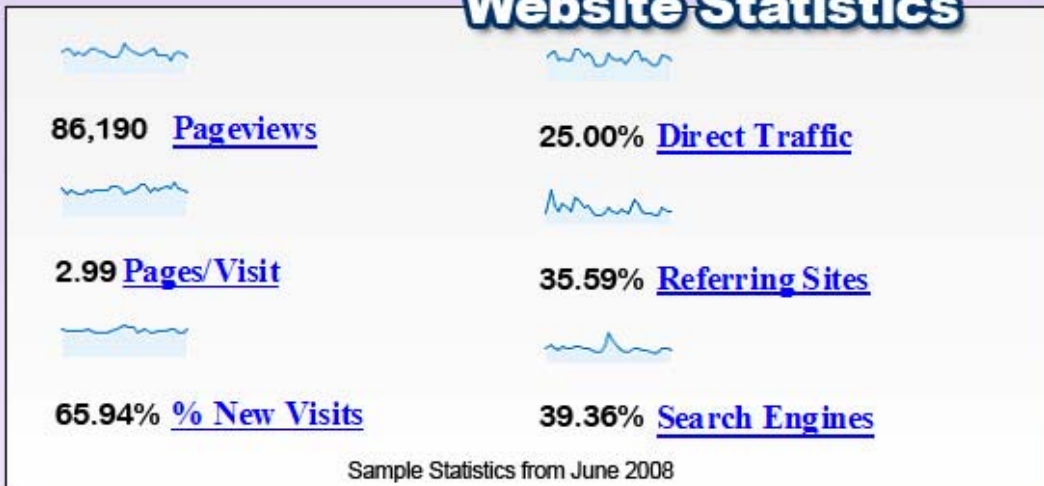 Website Statistics
86,190 Pageviews
25.00% Direct Traffic
2.99 Pages/Visit
35.59% Referring Sites
65.94% % New Visits
39.36% Search Engines
Sample Statistics from June 2008